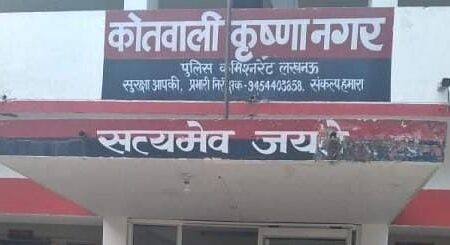 कोतवाली कृष्णा नगर
पुलिस कमिश्नरेट लखनऊ
सुरक्षा आपकी, प्रभारी निरीक्षक-9454403858, संकल्प हमारा
सत्यमेव जयते